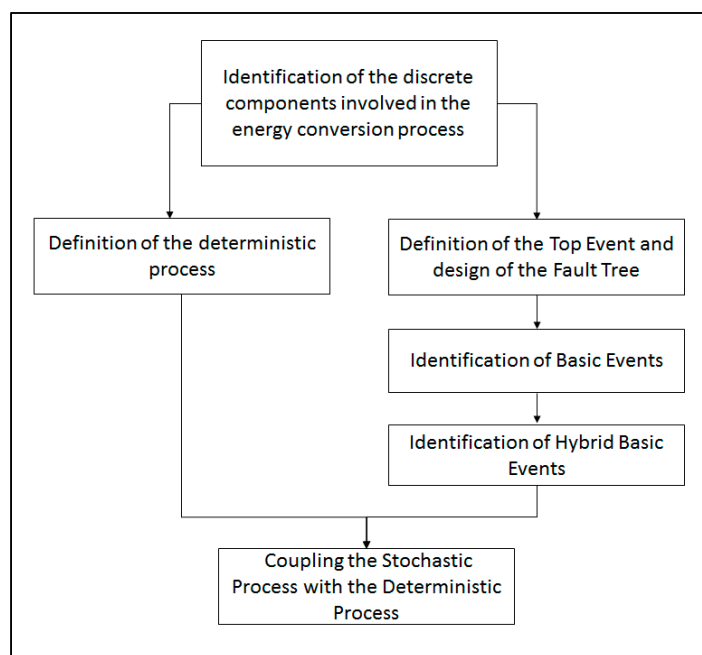 Identification of the discrete
components involved in the
energy conversion process
Definition of the deterministic
process
Definition of the Top Event and
design of the Fault Tree
Identification of Basic Events
Identification of Hybrid Basic
Events
Coupling the Stochastic
Process with the Deterministic
Process